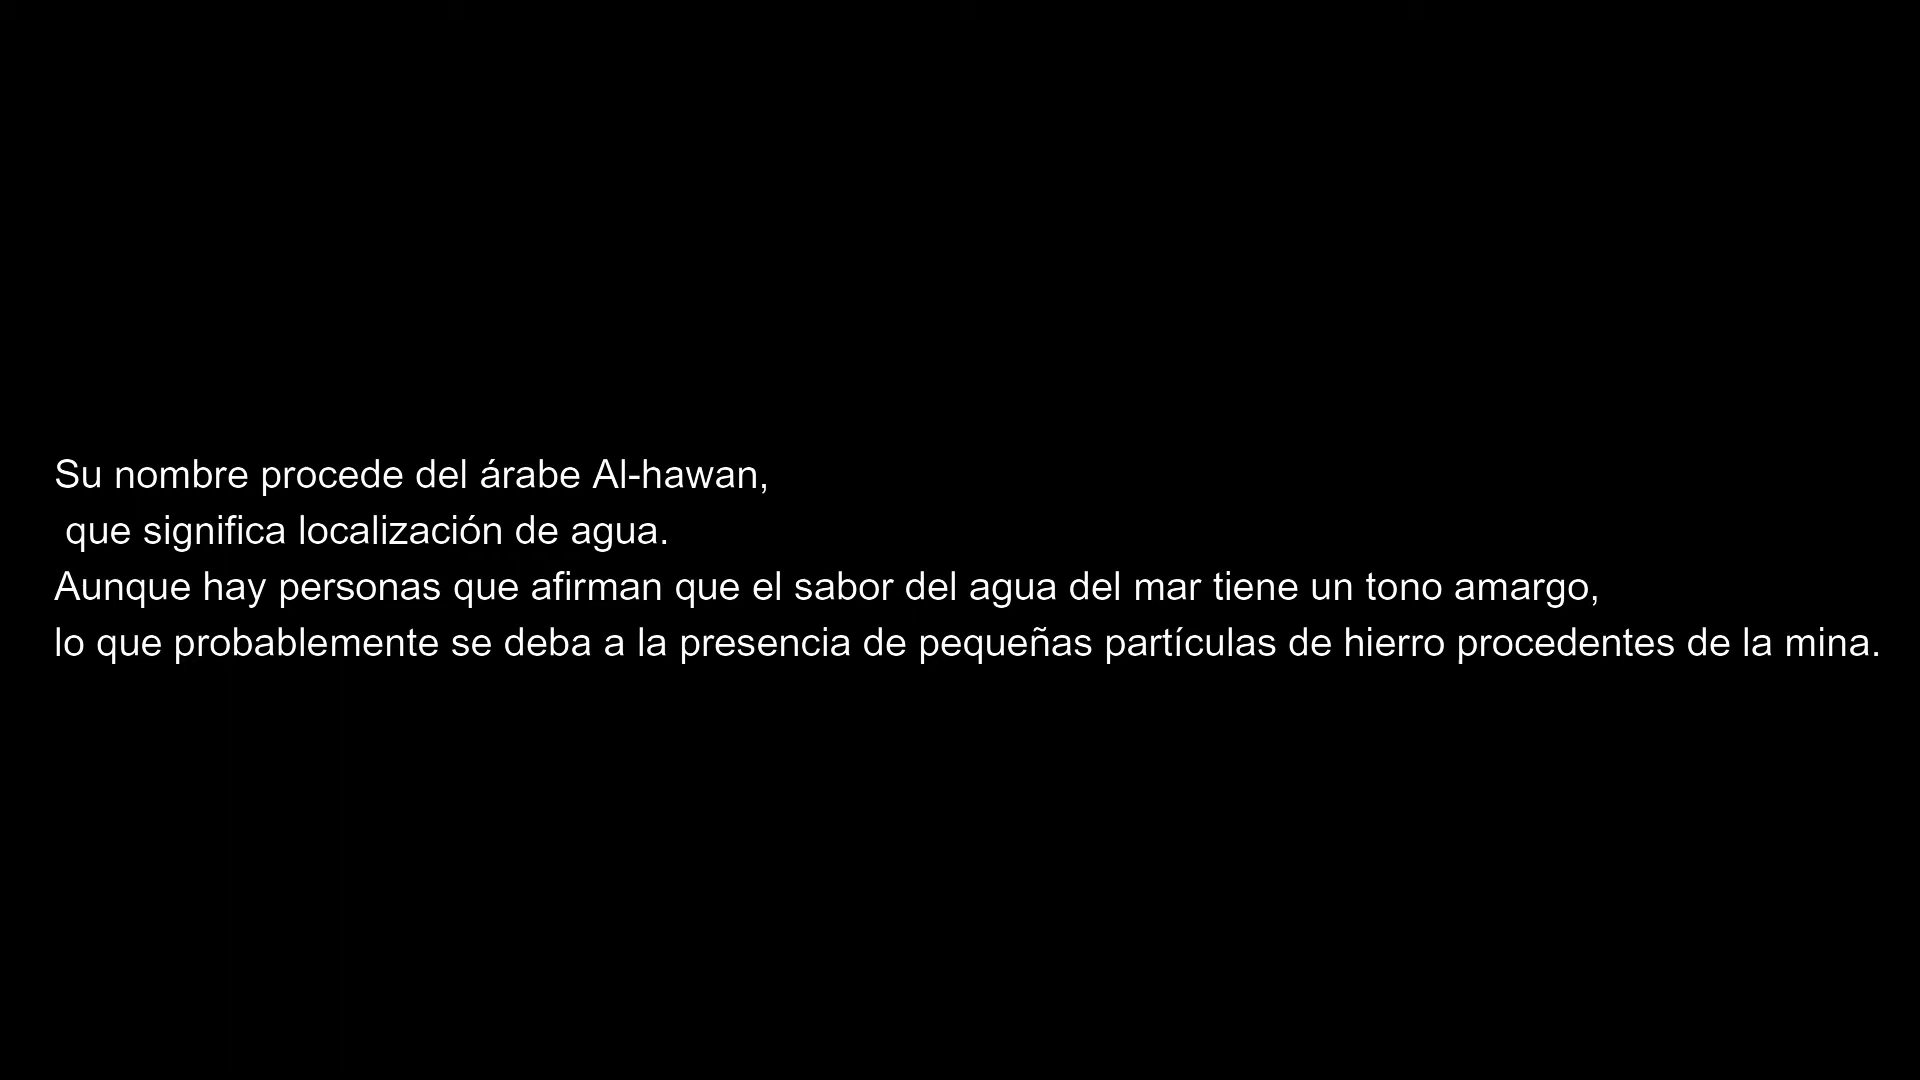 Su nombre procede del árabe Al-hawan,
que significa localización de agua.
Aunque hay personas que afirman que el sabor del agua del mar tiene un tono amargo,
lo que probablemente se deba a la presencia de pequeñas partículas de hierro procedentes de la mina.